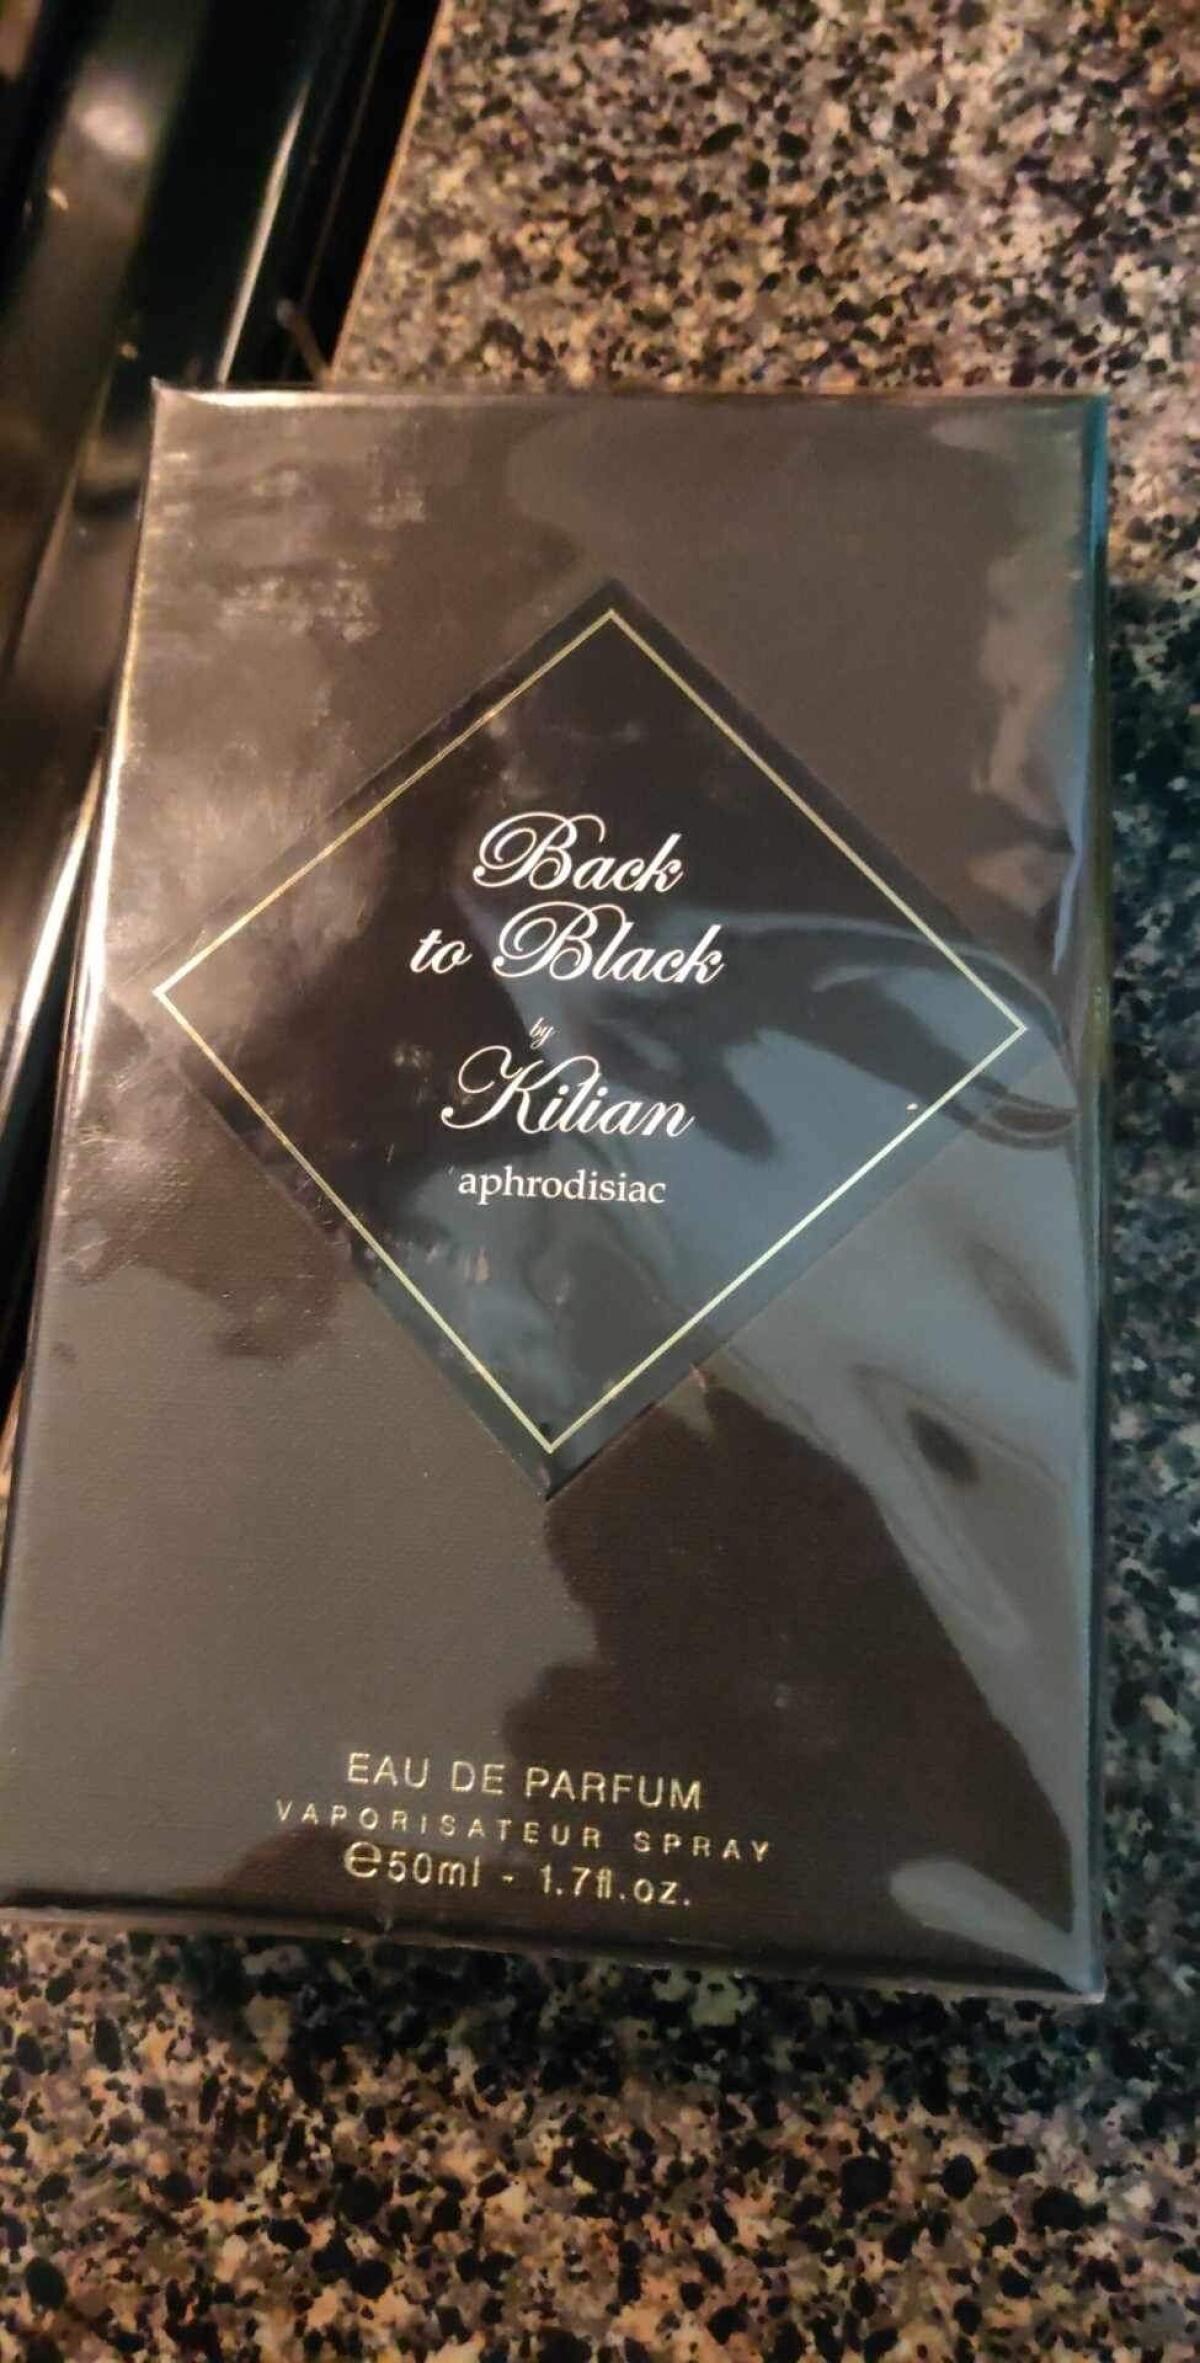 Back
to Black
by
Kilian
aphrodisiac
EAU DE PARFUM
VAPORISATEUR SPRAY
℮50ml - 1.7fl.oz.